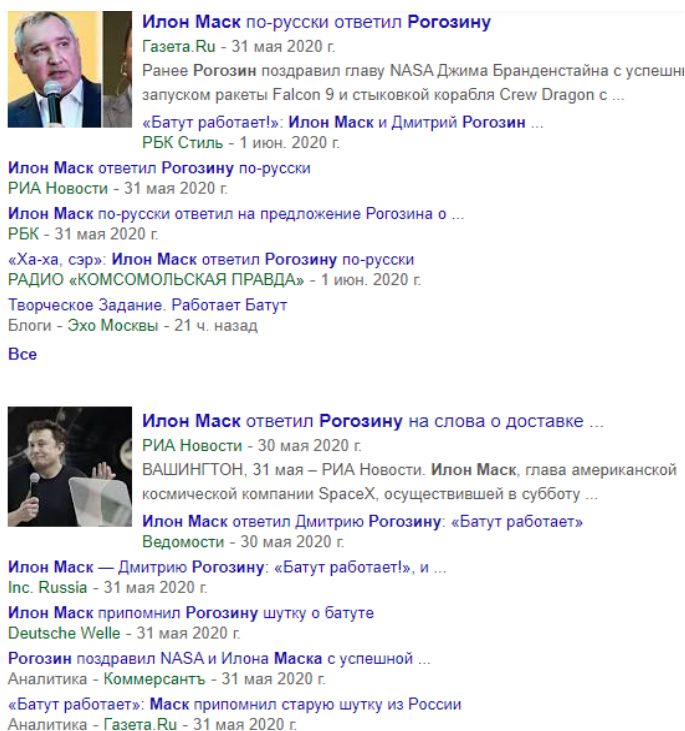 Илон Маск по-русски ответил Рогозину
Газета.Ru - 31 мая 2020 г.
Ранее Рогозин поздравил главу NASA Джима Бранденстайна с успешн
запуском ракеты Falcon 9 и стыковкой корабля Crew Dragon с ...
«Батут работает!»: Илон Маск и Дмитрий Рогозин ...
РБК Стиль - 1 июн. 2020 г.
Илон Маск ответил Рогозину по-русски
РИА Новости - 31 мая 2020 г.
Илон Маск по-русски ответил на предложение Рогозина о ...
РБК - 31 мая 2020 г.
«Ха-ха, сэр»: Илон Маск ответил Рогозину по-русски
РАДИО «КОМСОМОЛЬСКАЯ ПРАВДА» - 1 июн. 2020 г.
Творческое Задание. Работает Батут
Блоги - Эхо Москвы - 21 ч. назад
Все
Илон Маск ответил Рогозину на слова о доставке ...
РИА Новости - 30 мая 2020 г.
ВАШИНГТОН, 31 мая – РИА Новости. Илон Маск, глава американской
космической компании SpaceX, осуществившей в субботу ...
Илон Маск ответил Дмитрию Рогозину: «Батут работает»
Ведомости - 30 мая 2020 г.
Илон Маск — Дмитрию Рогозину: «Батут работает!», и ...
Inc. Russia - 31 мая 2020 г.
Илон Маск припомнил Рогозину шутку о батуте
Deutsche Welle - 31 мая 2020 г.
Рогозин поздравил NASA и Илона Маска с успешной ...
Аналитика - Коммерсантъ - 31 мая 2020 г.
«Батут работает»: Маск припомнил старую шутку из России
Аналитика - Газета.Ru - 31 мая 2020 г.